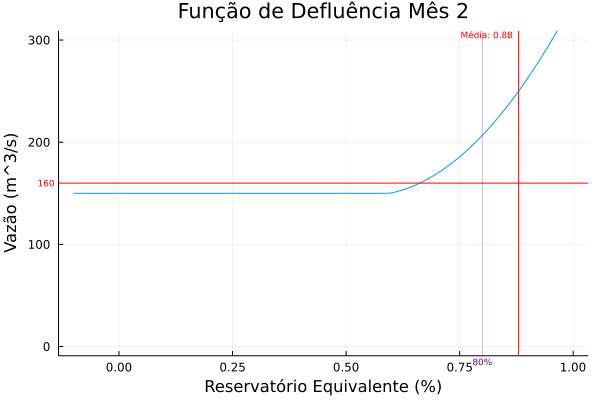 Função de Defluência Mês 2
Média: 0.88
300
200
160
100
0
0.00 0.25 0.50 0.75 80% 1.00
Vazão (m^3/s)
Reservatório Equivalente (%)